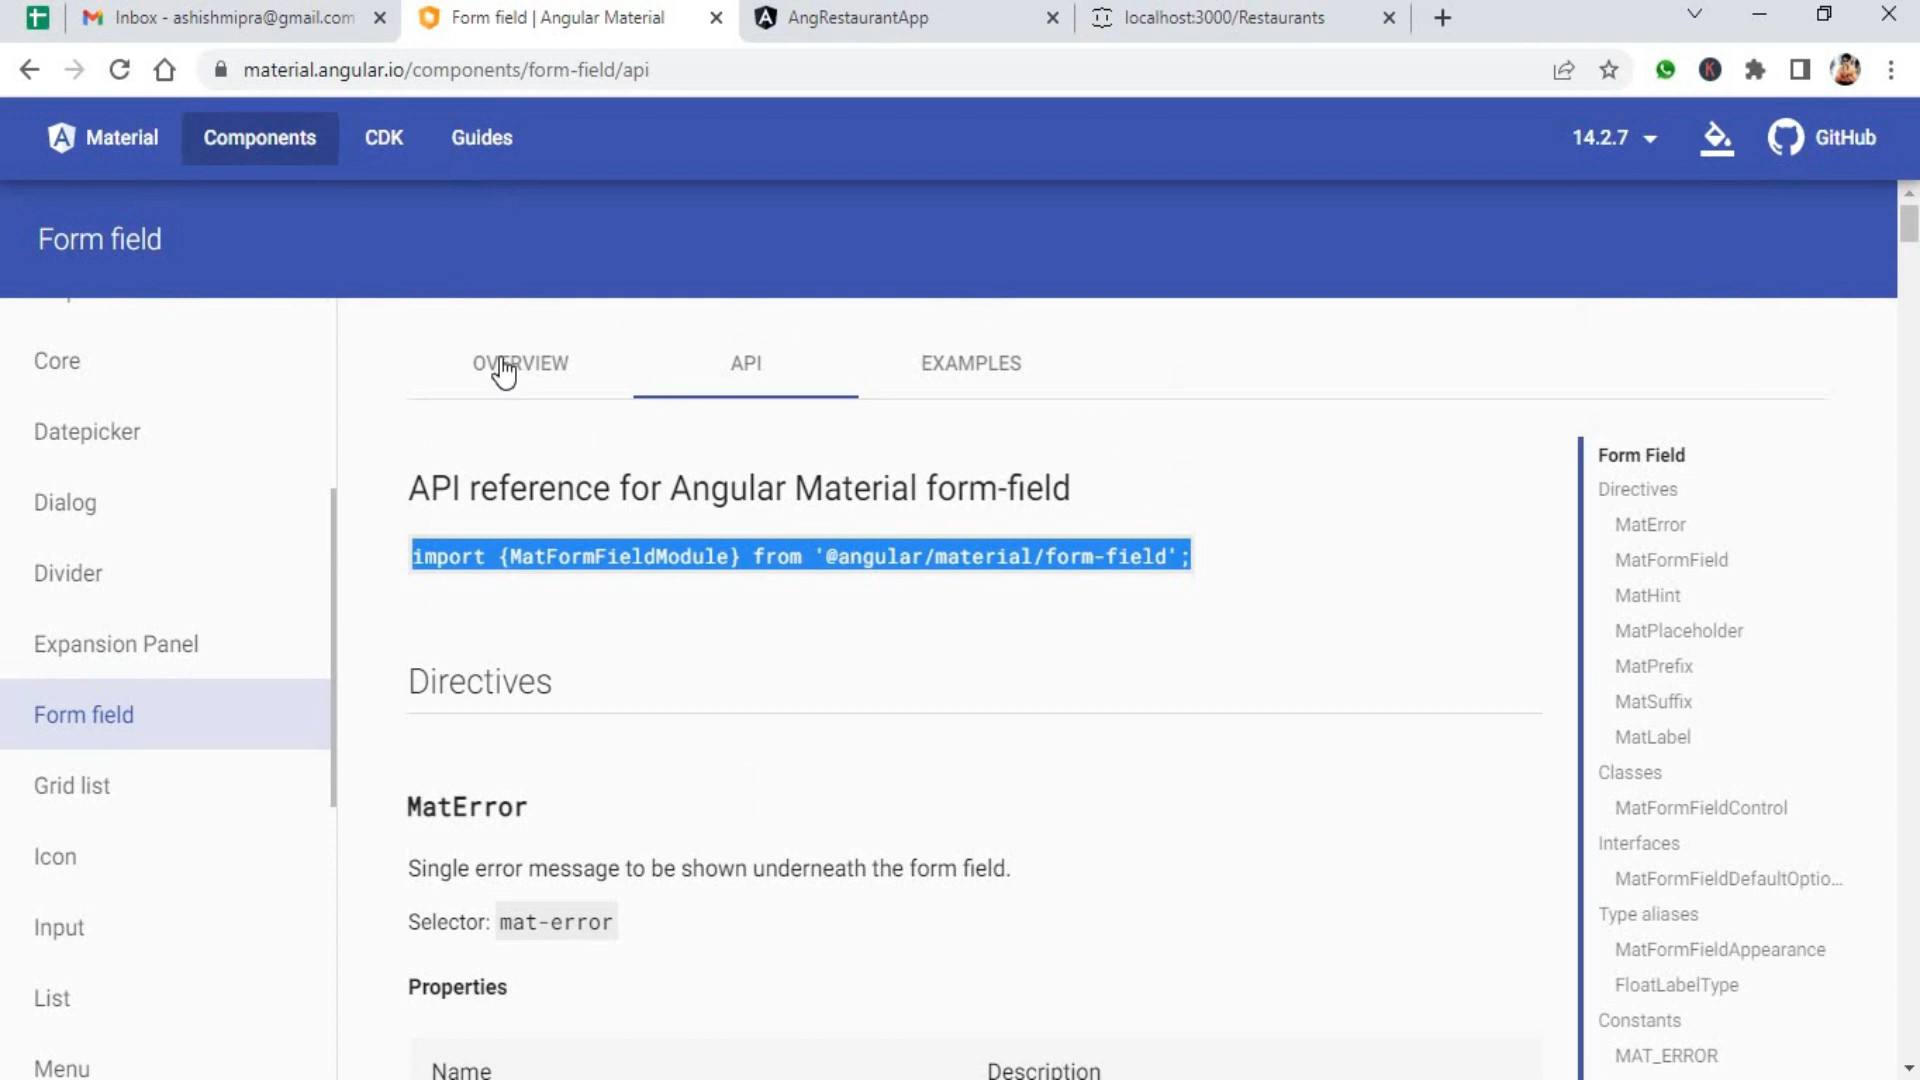 Inbox - ashishmipra@gmail.com
Form field | Angular Material
AngRestaurantApp
localhost:3000/Restaurants
material.angular.io/components/form-field/api
K
Material
Components
CDK
Guides
14.2.7
GitHub
Form field
Core
Datepicker
Dialog
Divider
Expansion Panel
Form field
Grid list
Icon
Input
List
Menu
OVERVIEW
API
EXAMPLES
API reference for Angular Material form-field
import {MatFormFieldModule} from '@angular/material/form-field';
Directives
MatError
Single error message to be shown underneath the form field.
Selector: mat-error
Properties
Name
Description
Form Field
Directives
MatError
MatFormField
MatHint
MatPlaceholder
MatPrefix
MatSuffix
MatLabel
Classes
MatFormFieldControl
Interfaces
MatFormFieldDefaultOptio...
Type aliases
MatFormFieldAppearance
FloatLabelType
Constants
MAT_ERROR